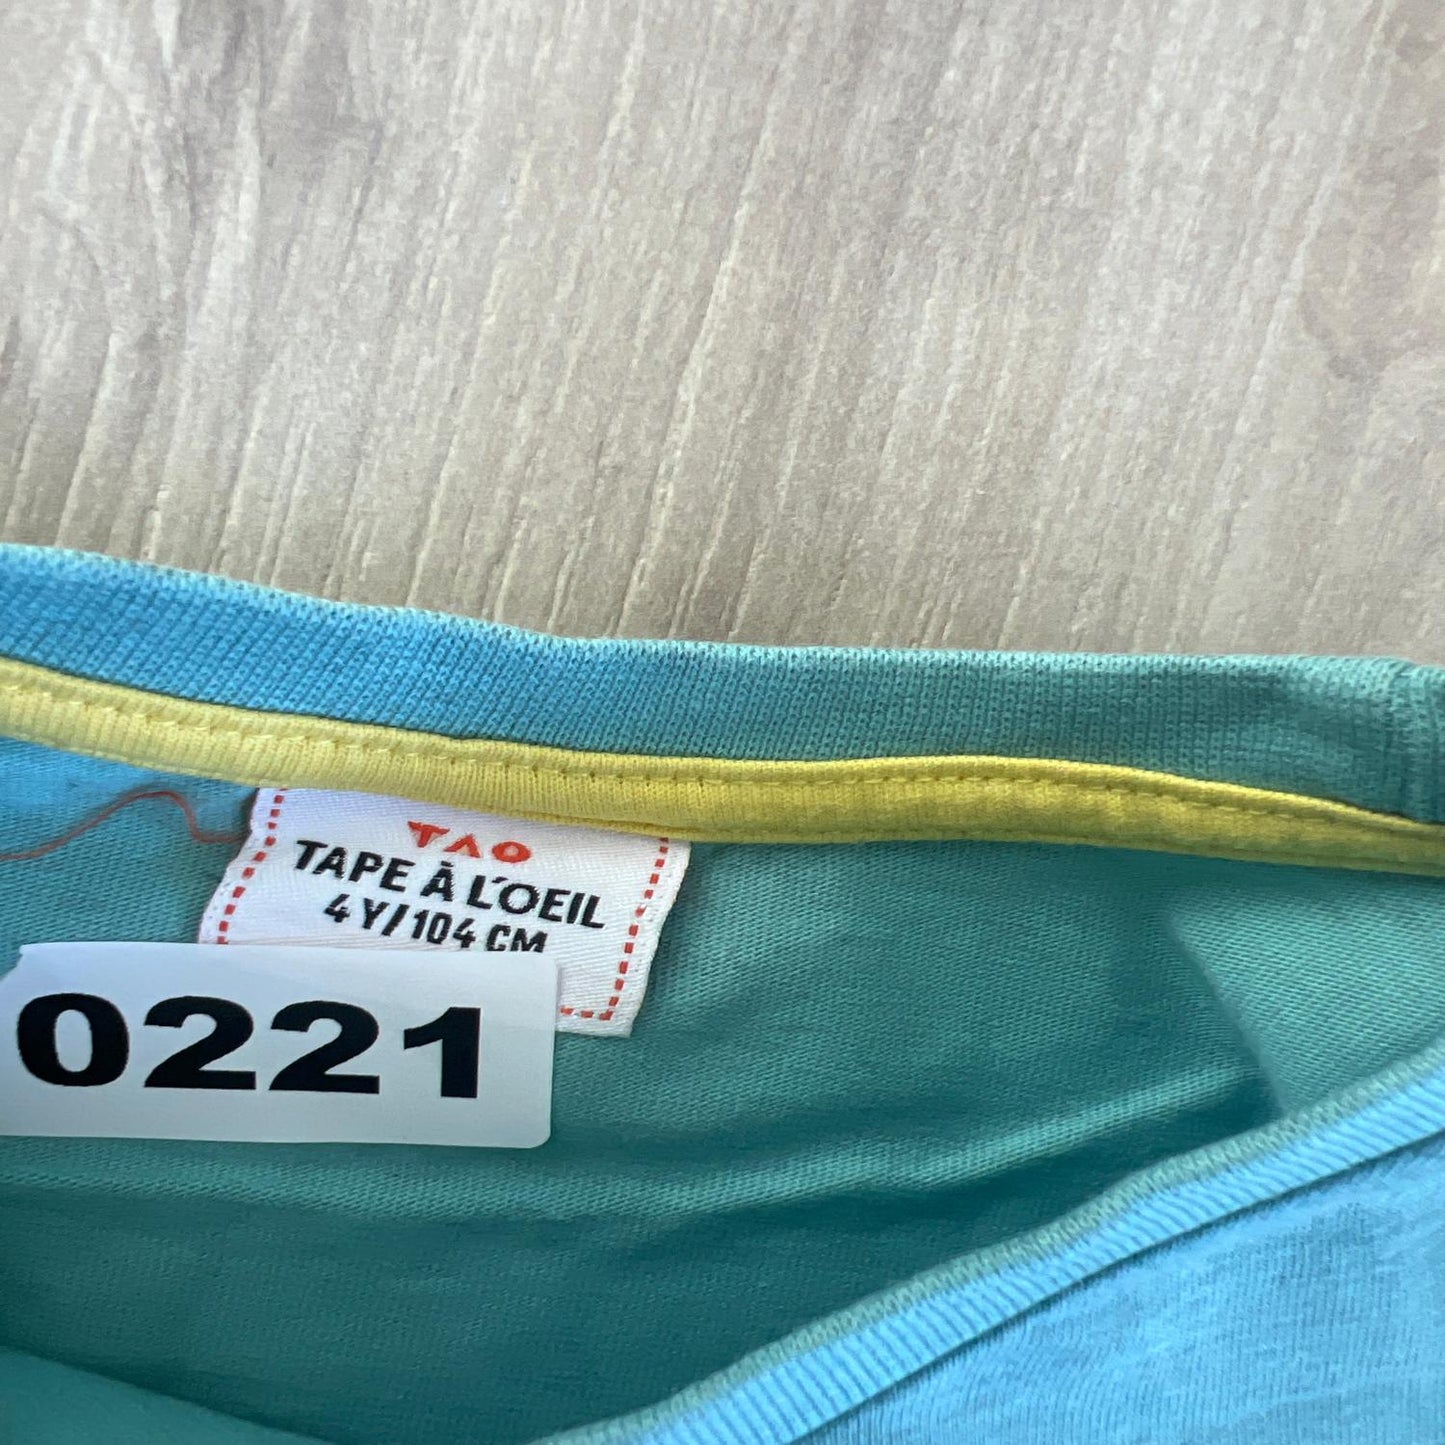 TAO
TAPE À L'OEIL
4 Y/104 CM
0221